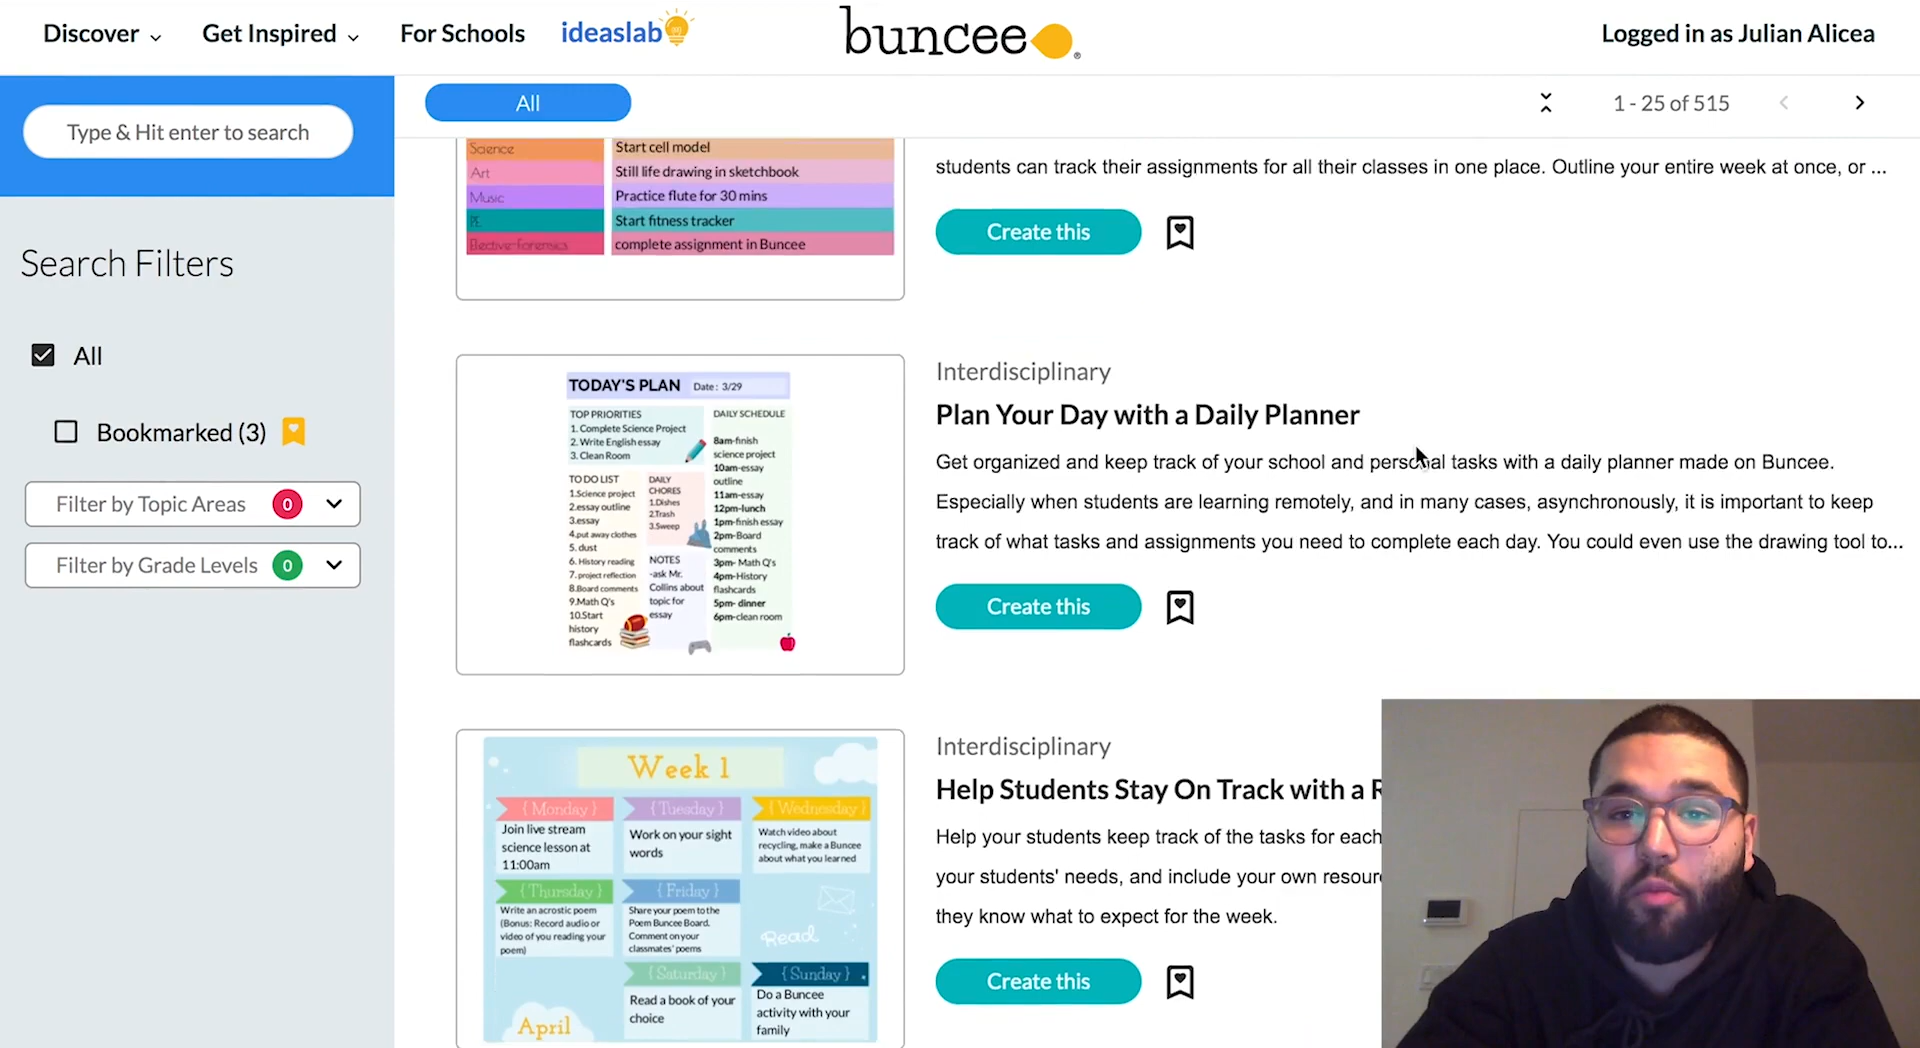 Discover
Get Inspired
For Schools
ideaslab
buncee
Logged in as Julian Alicea
Type & Hit enter to search
All
1 - 25 of 515
Search Filters
All
Bookmarked (3)
Filter by Topic Areas 0
Filter by Grade Levels 0
Science Start cell model
Art Still life drawing in sketchbook
Music Practice flute for 30 mins
PE Start fitness tracker
Elective-Forensics complete assignment in Buncee
students can track their assignments for all their classes in one place. Outline your entire week at once, or ...
Create this
TODAY'S PLAN Date: 3/29
TOP PRIORITIES
1. Complete Science Project
2. Write English essay
3. Clean Room
TO DO LIST
1.Science project
2.essay outline
3.essay
4.put away clothes
5. dust
6. History reading
7. project reflection
8.Board comments
9.Math Q's
10.Start
history
flashcards
DAILY
CHORES
1.Dishes
2.Trash
3.Sweep
NOTES
-ask Mr.
Collins about
topic for
essay
DAILY SCHEDULE
8am-finish
science project
10am-essay
outline
11am-essay
12pm-lunch
1pm-finish essay
2pm-Board
comments
3pm- Math Q's
4pm-History
flashcards
5pm- dinner
6pm-clean room
Interdisciplinary
Plan Your Day with a Daily Planner
Get organized and keep track of your school and personal tasks with a daily planner made on Buncee.
Especially when students are learning remotely, and in many cases, asynchronously, it is important to keep
track of what tasks and assignments you need to complete each day. You could even use the drawing tool to...
Create this
Week 1
{ Monday }
Join live stream
science lesson at
11:00am
{ Tuesday }
Work on your sight
words
{ Wednesday }
Watch video about
recycling, make a Buncee
about what you learned
{ Thursday }
Write an acrostic poem
(Bonus: Record audio or
video of you reading your
poem)
{ Friday }
Share your poem to the
Poem Buncee Board.
Comment on your
classmates' poems
Read
{ Saturday }
Read a book of your
choice
{ Sunday }
Do a Buncee
activity with your
family
April
Interdisciplinary
Help Students Stay On Track with a R
Help your students keep track of the tasks for each
your students' needs, and include your own resour
they know what to expect for the week.
Create this